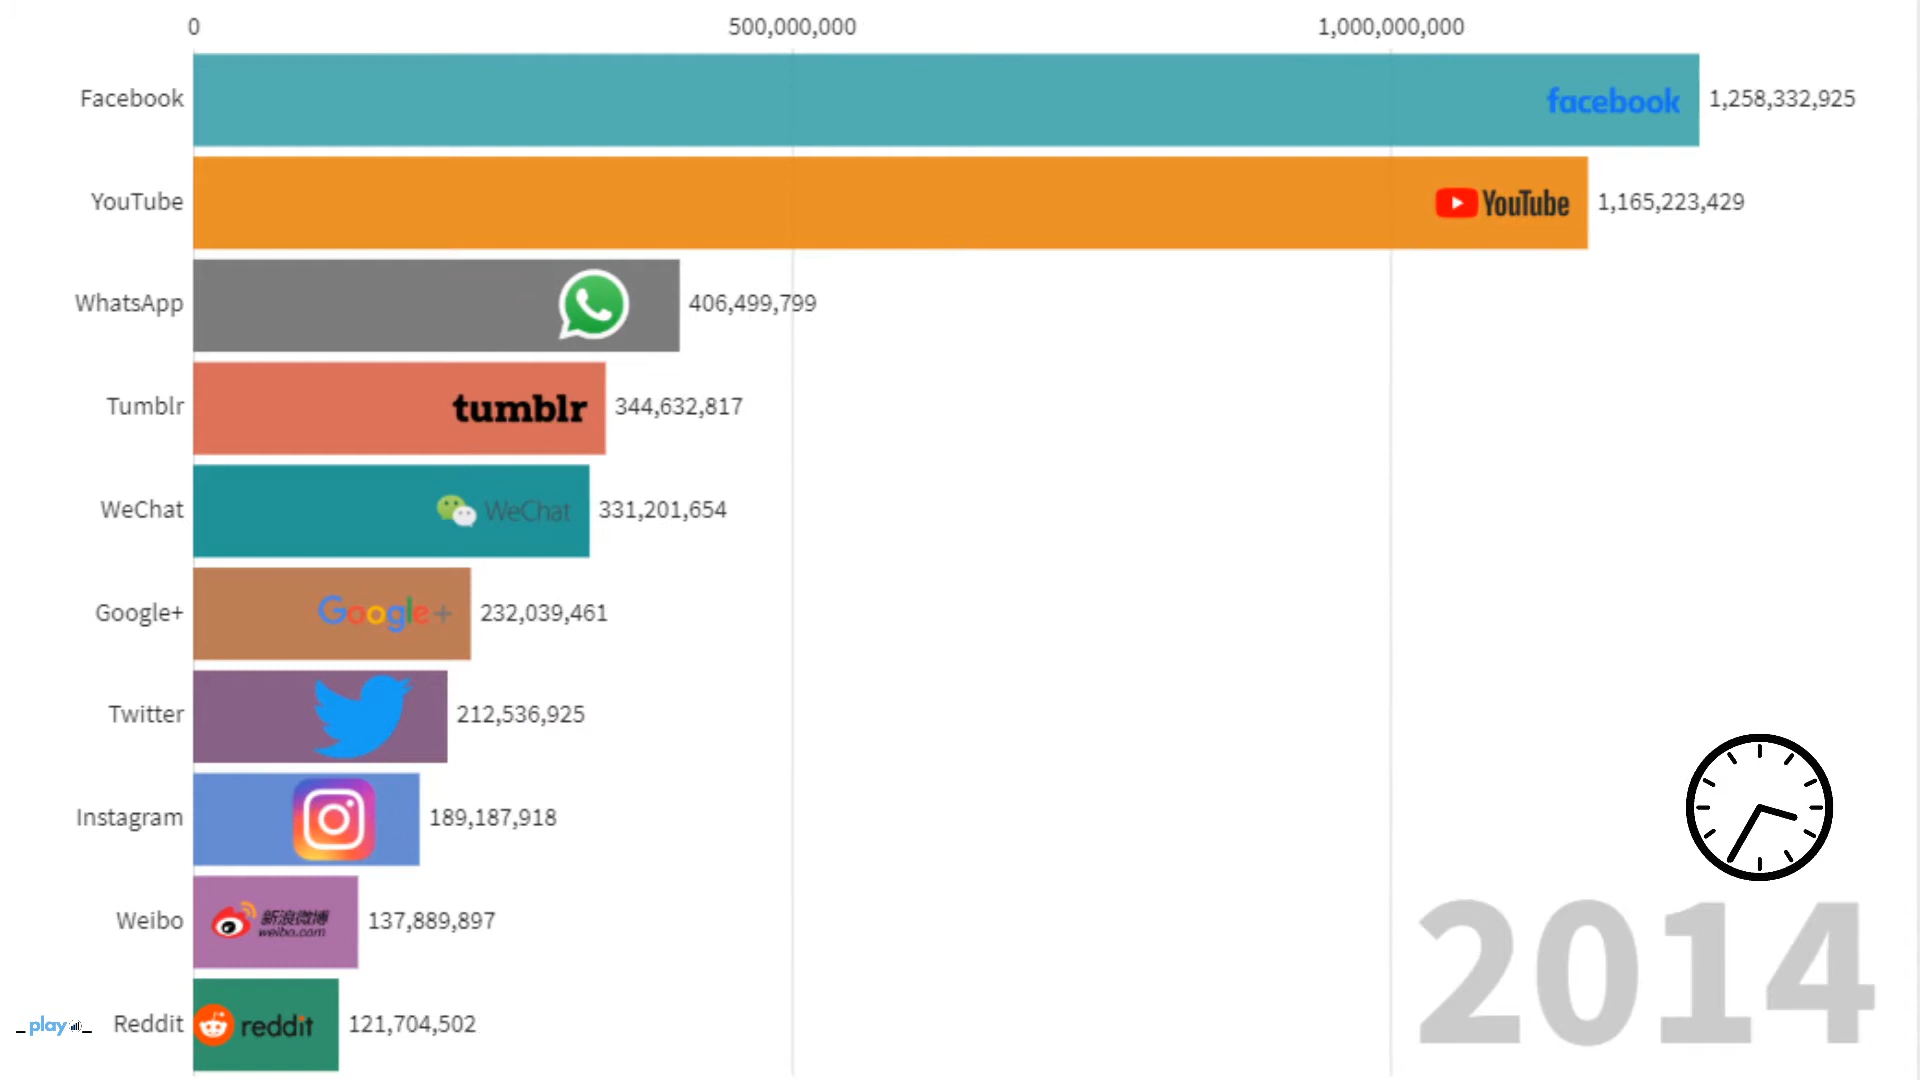 0 500,000,000 1,000,000,000
Facebook facebook 1,258,332,925
YouTube YouTube 1,165,223,429
WhatsApp 406,499,799
Tumblr tumblr 344,632,817
WeChat WeChat 331,201,654
Google+ Google+ 232,039,461
Twitter 212,536,925
Instagram 189,187,918
Weibo 新浪微博 137,889,897
weibo.com
_play_ Reddit reddit 121,704,502
2014